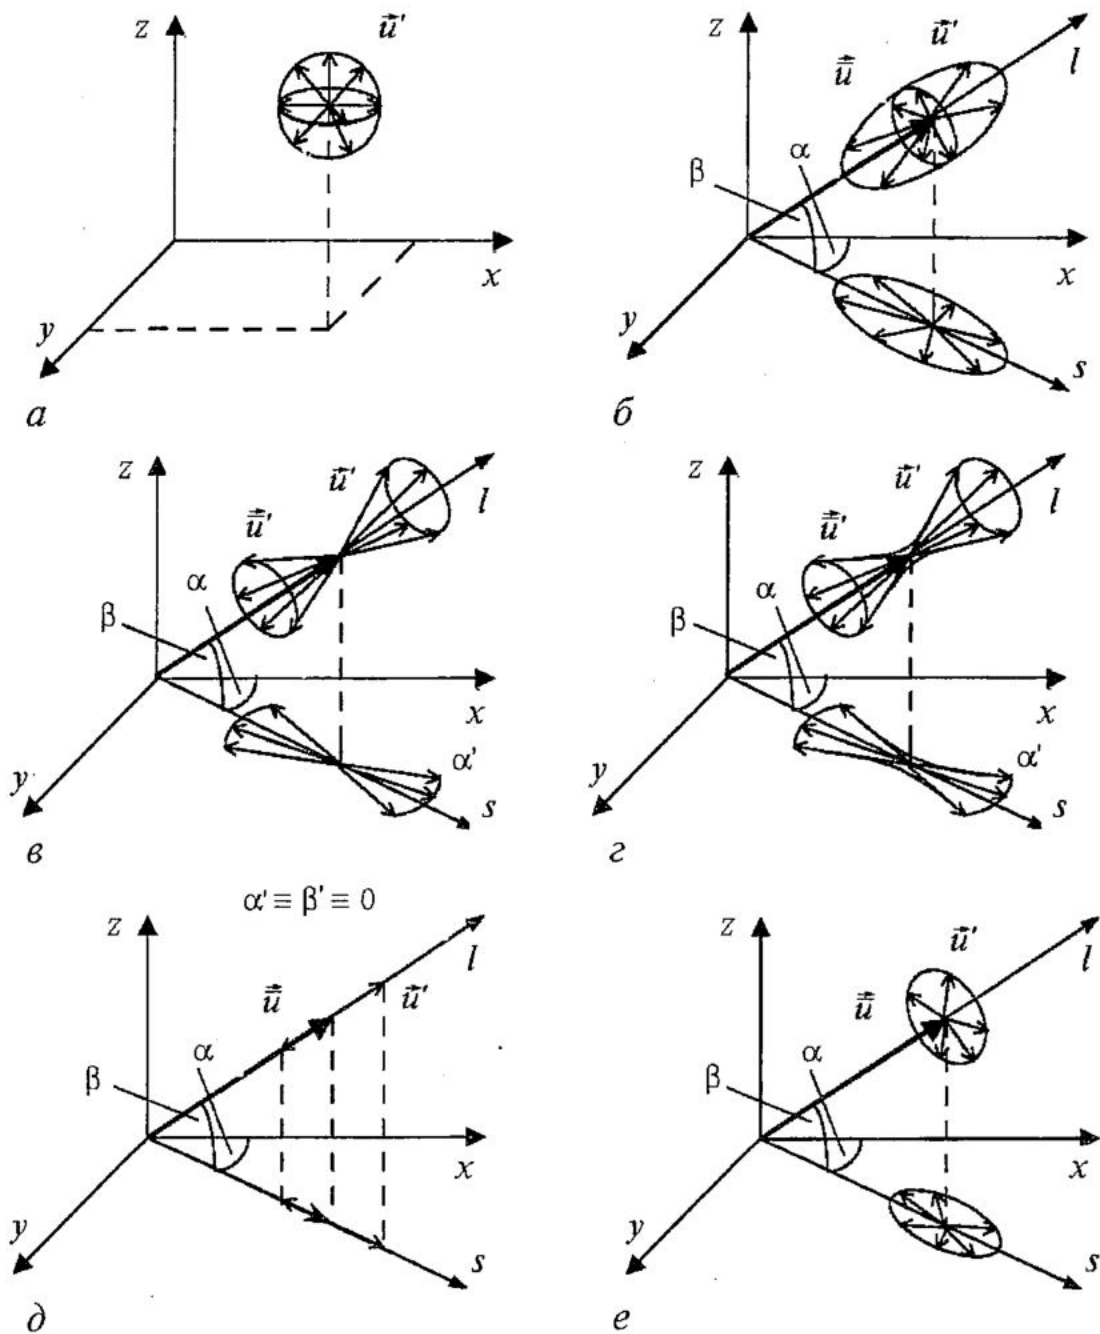 z u⃗'
x
y
а
z u⃗' l
u̅⃗
α
β
x
y
s
б
z u⃗' l
u̅⃗'
α
β
x
y α'
s
в
z u⃗' l
u̅⃗'
α
β
x
y α'
s
г
α' ≡ β' ≡ 0
z l
u̅⃗ u⃗'
α
β
x
y
s
д
z u⃗' l
u̅⃗
α
β
x
y
s
е